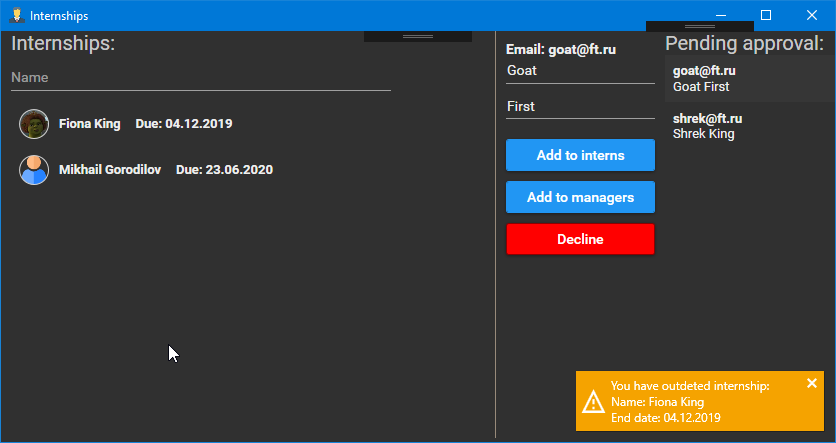 Internships
Internships:
Name
Fiona King Due: 04.12.2019
Mikhail Gorodilov Due: 23.06.2020
Email: goat@ft.ru
Goat
First
Add to interns
Add to managers
Decline
Pending approval:
goat@ft.ru
Goat First
shrek@ft.ru
Shrek King
You have outdeted internship:
Name: Fiona King
End date: 04.12.2019